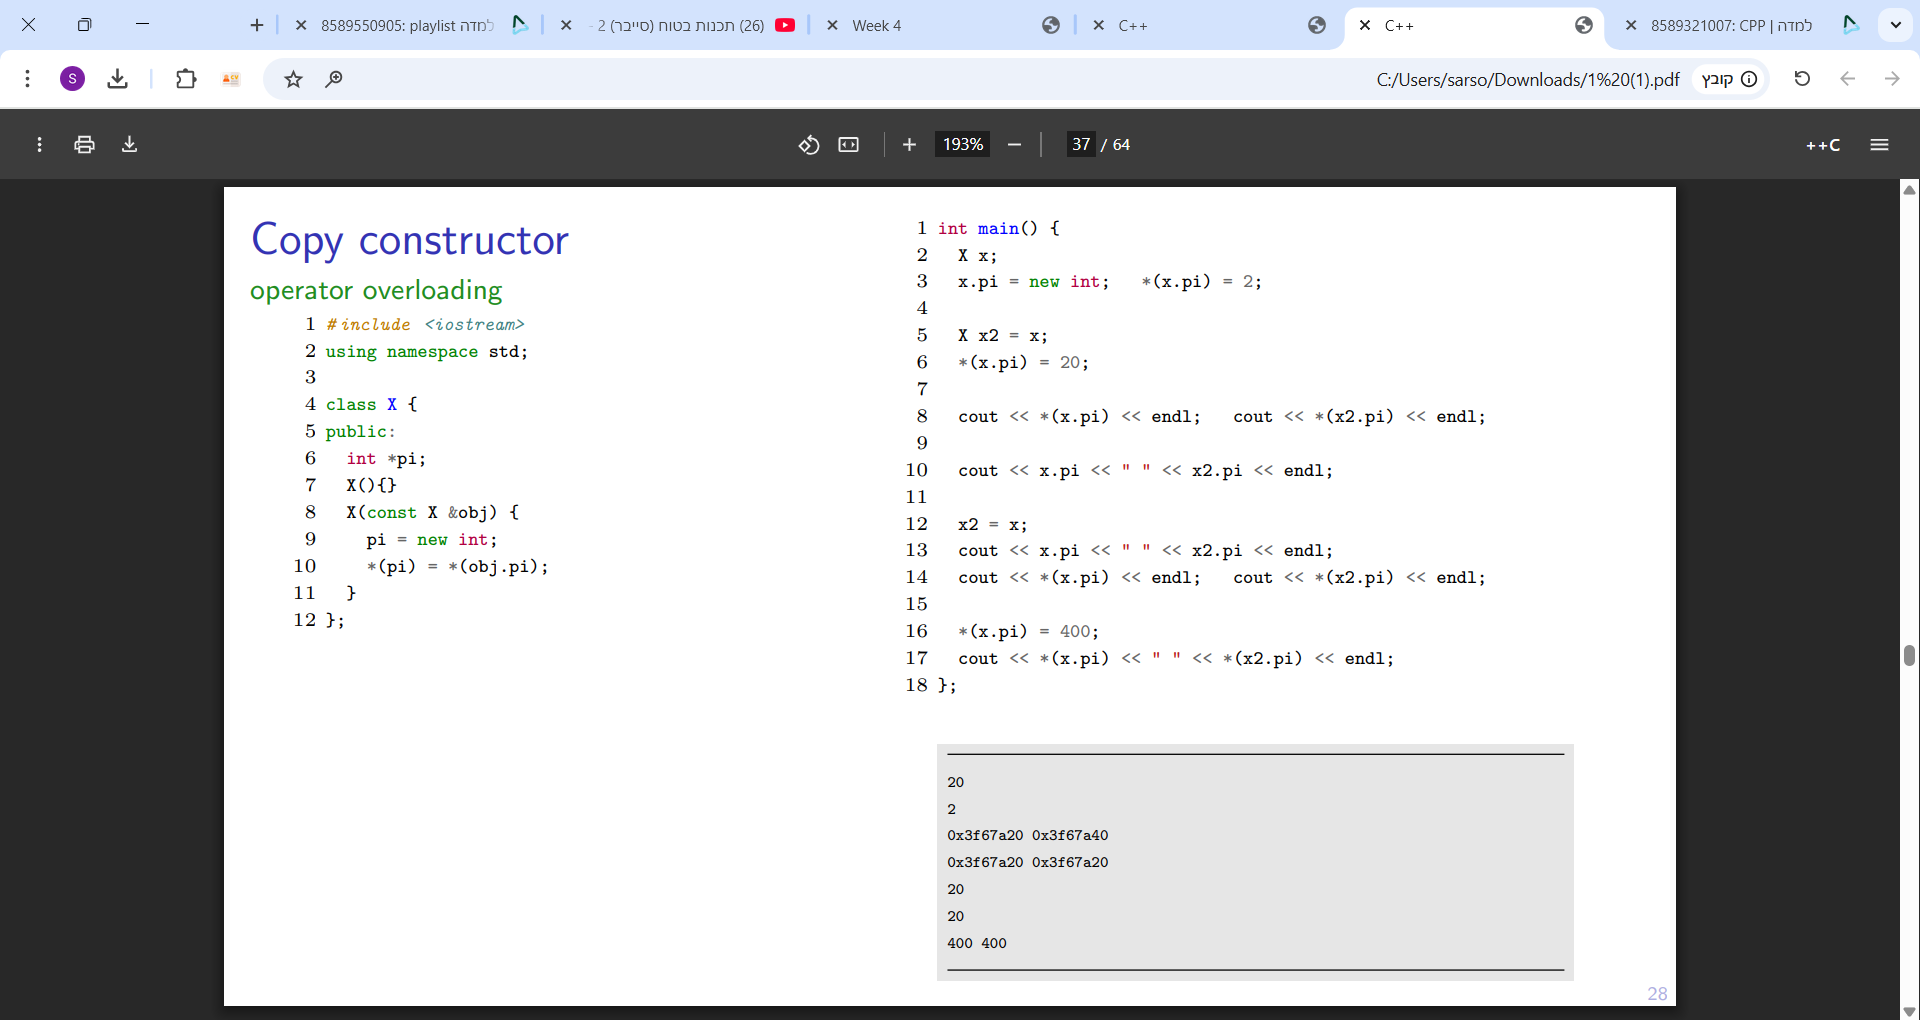 8589550905: playlist למדה
(26) תכנות בטוח (סייבר) 2 -
Week 4
C++
C++
8589321007: CPP | למדה
S
C:/Users/sarso/Downloads/1%20(1).pdf
קובץ
193%
37 / 64
++C
Copy constructor
operator overloading
1 #include <iostream>
2 using namespace std;
3
4 class X {
5 public:
6 int *pi;
7 X(){}
8 X(const X &obj) {
9 pi = new int;
10 *(pi) = *(obj.pi);
11 }
12 };
1 int main() {
2 X x;
3 x.pi = new int; *(x.pi) = 2;
4
5 X x2 = x;
6 *(x.pi) = 20;
7
8 cout << *(x.pi) << endl; cout << *(x2.pi) << endl;
9
10 cout << x.pi << " " << x2.pi << endl;
11
12 x2 = x;
13 cout << x.pi << " " << x2.pi << endl;
14 cout << *(x.pi) << endl; cout << *(x2.pi) << endl;
15
16 *(x.pi) = 400;
17 cout << *(x.pi) << " " << *(x2.pi) << endl;
18 };
20
2
0x3f67a20 0x3f67a40
0x3f67a20 0x3f67a20
20
20
400 400
28